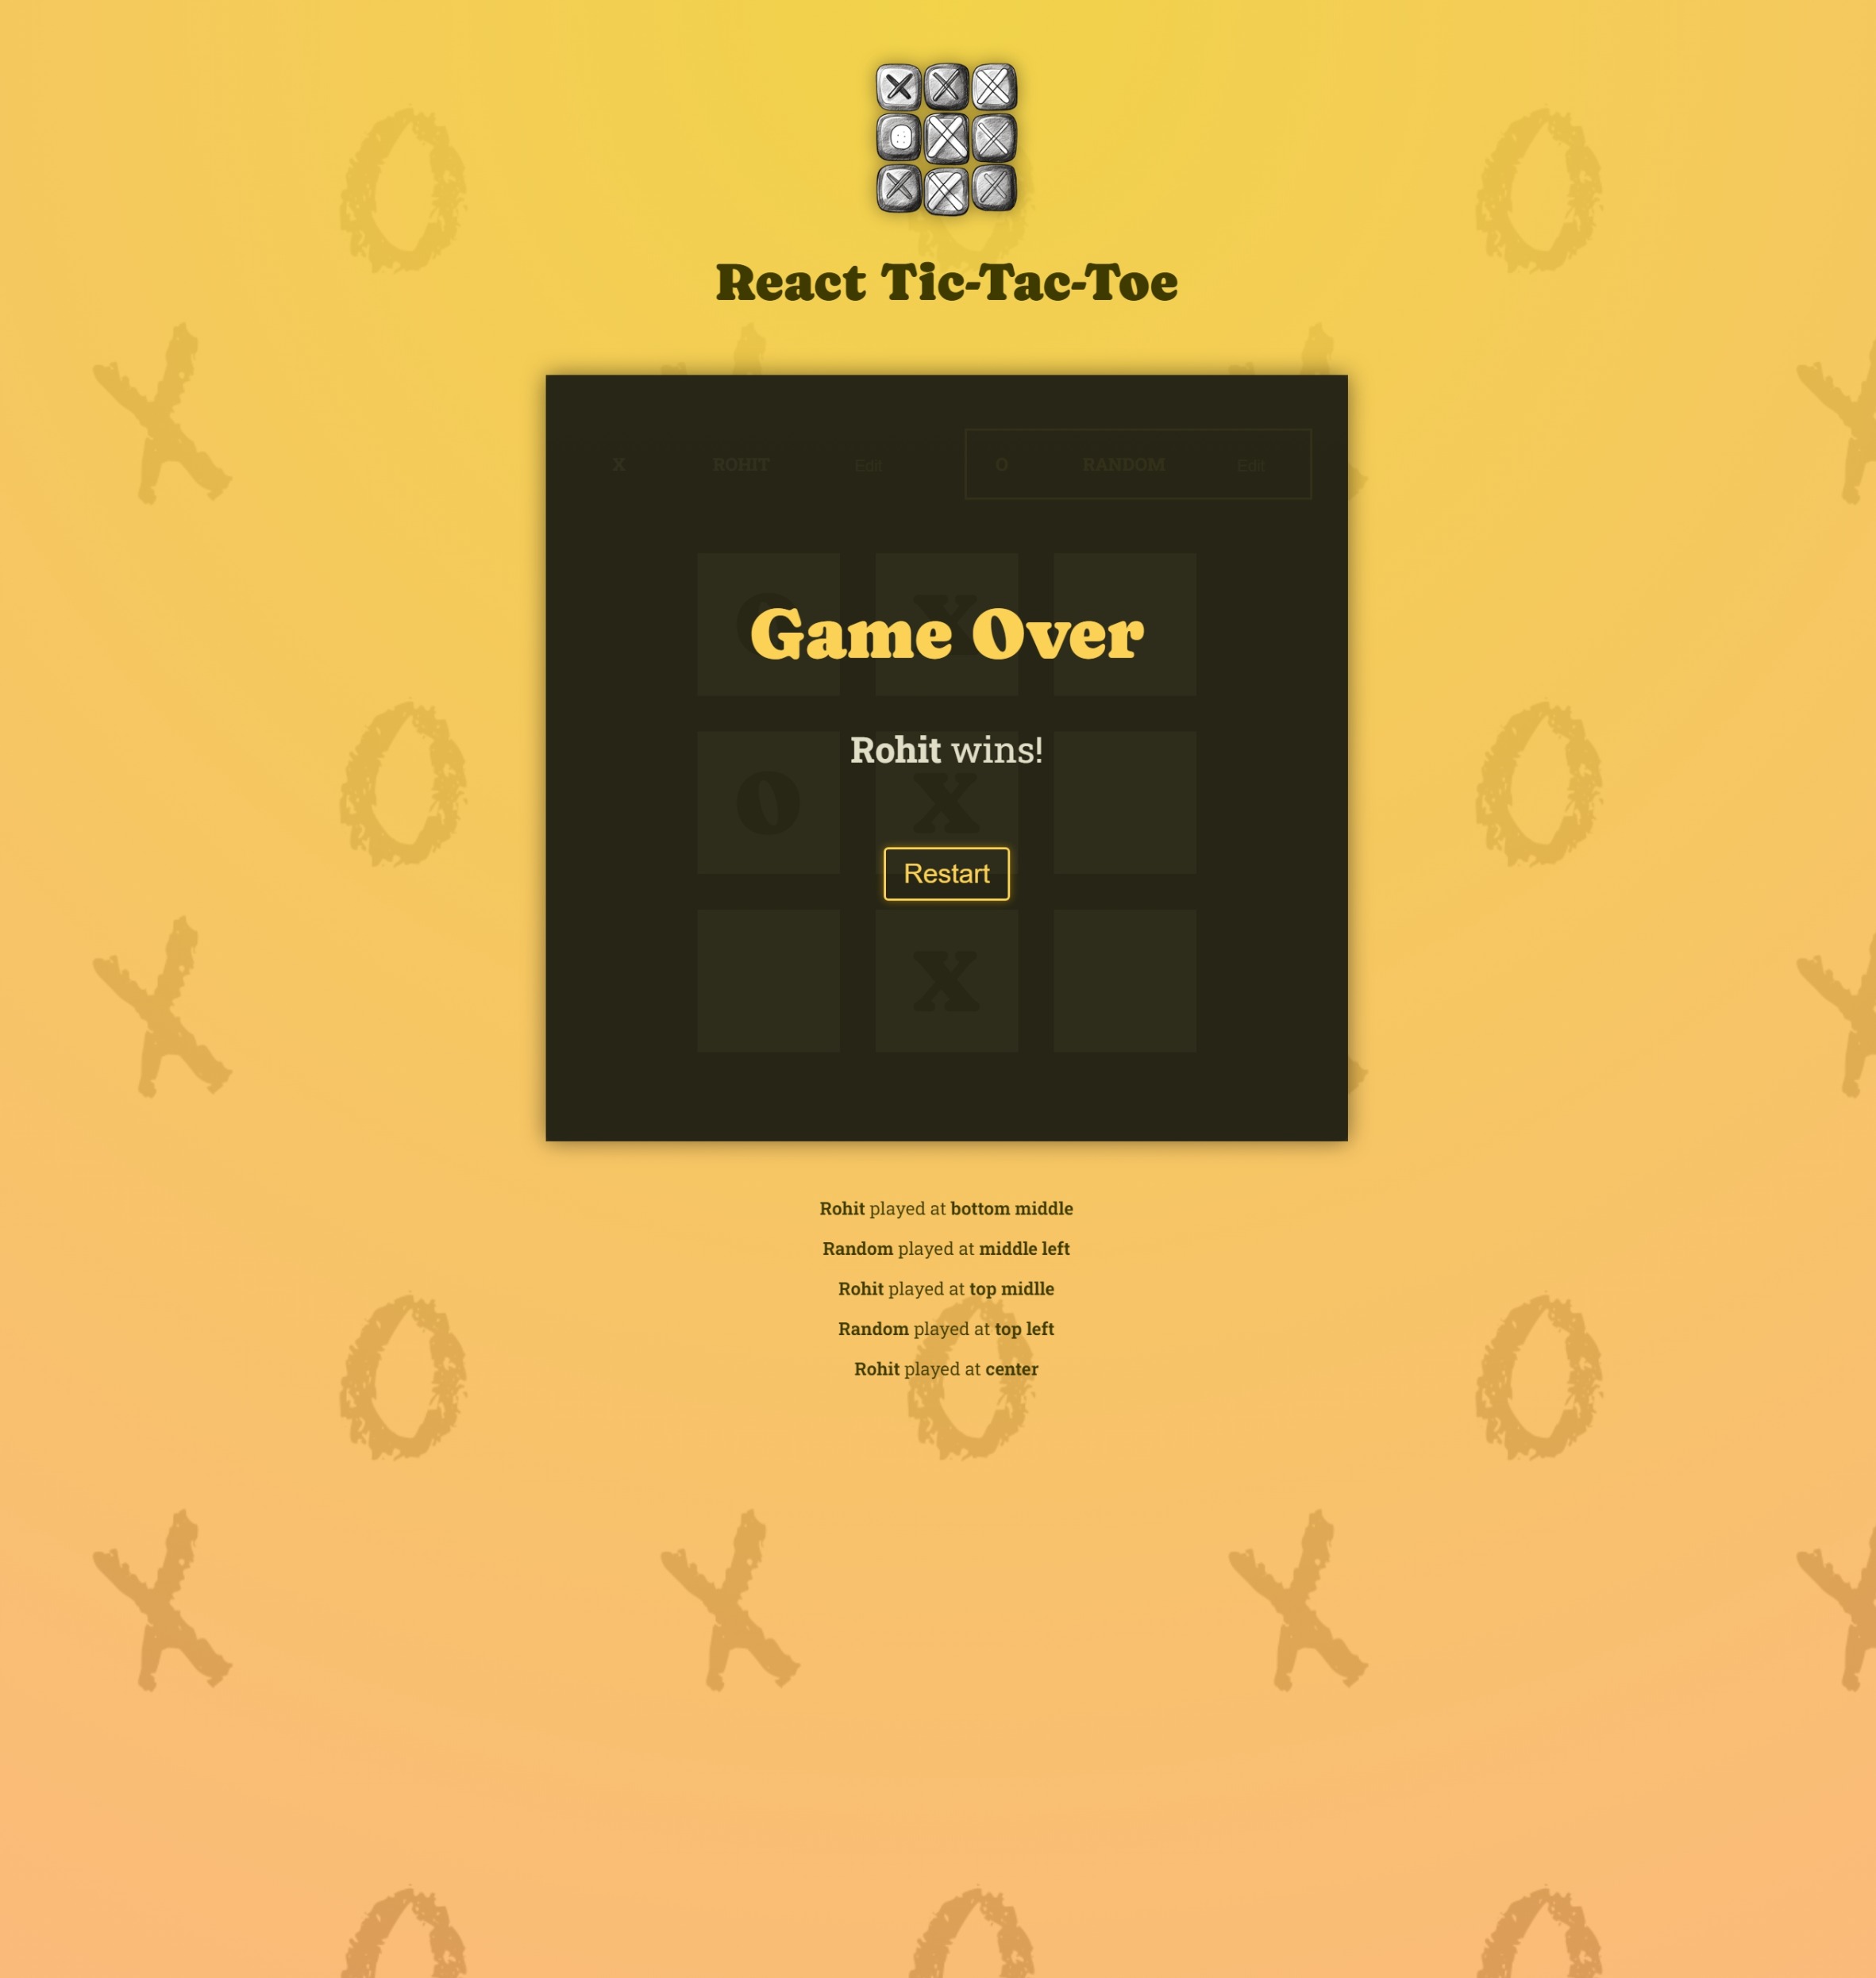 React Tic-Tac-Toe
X ROHIT Edit O RANDOM Edit
O X
Game Over
Rohit wins!
O X
Restart
X
Rohit played at bottom middle
Random played at middle left
Rohit played at top midlle
Random played at top left
Rohit played at center